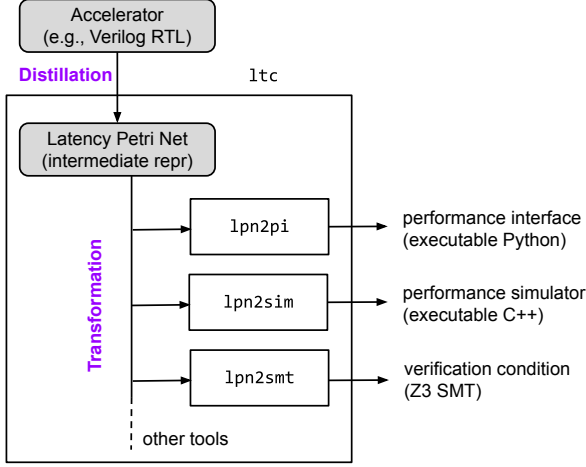 Accelerator
(e.g., Verilog RTL)
Distillation
ltc
Latency Petri Net
(intermediate repr)
Transformation
lpn2pi
performance interface
(executable Python)
lpn2sim
performance simulator
(executable C++)
lpn2smt
verification condition
(Z3 SMT)
other tools